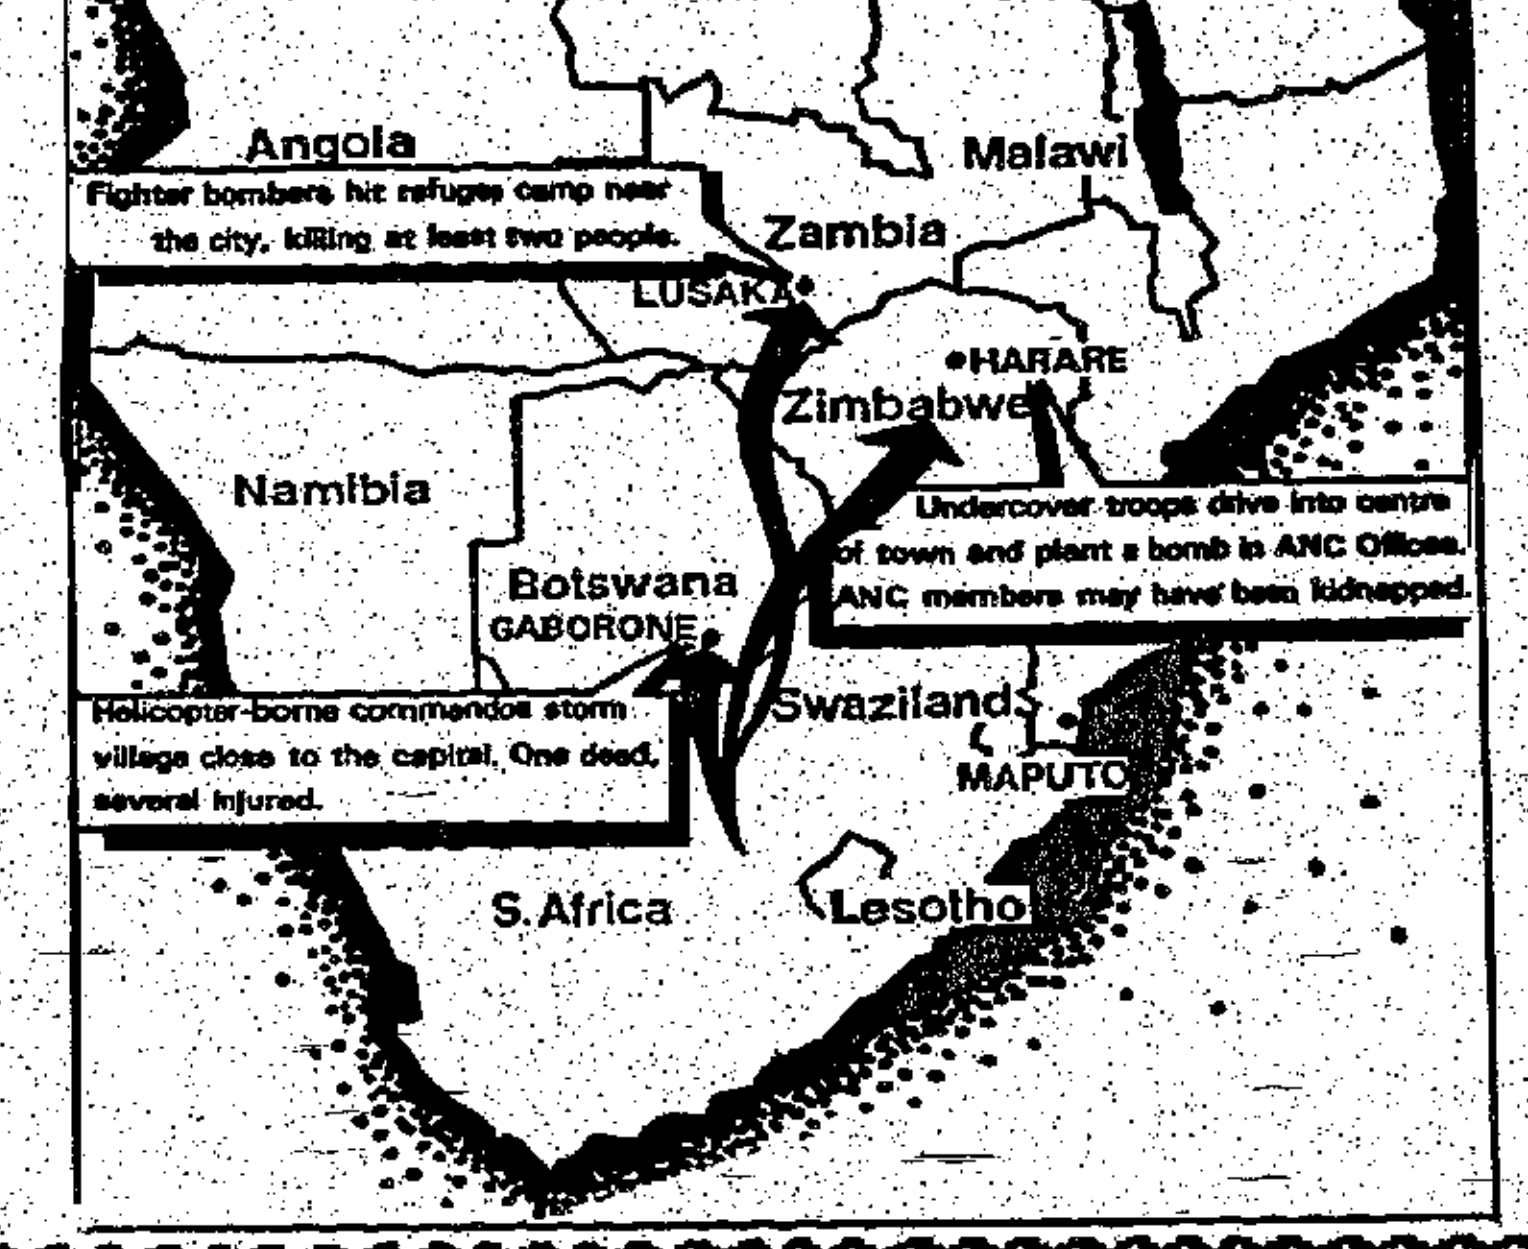 Angola
Malawi
Fighter bombers hit refugee camp near
the city, killing at least two people.
Zambia
LUSAKA
HARARE
Zimbabwe
Namibia
Undercover troops drive into centre
of town and plant a bomb in ANC Offices.
ANC members may have been kidnapped.
Botswana
GABORONE
Helicopter-borne commandos storm
village close to the capital. One dead,
several injured.
Swaziland
MAPUTO
S. Africa
Lesotho